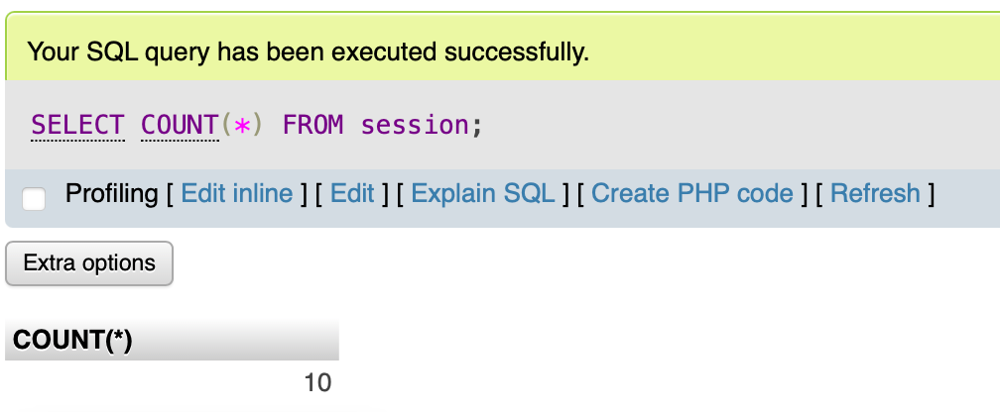 Your SQL query has been executed successfully.
SELECT COUNT(*) FROM session;
Profiling [ Edit inline ] [ Edit ] [ Explain SQL ] [ Create PHP code ] [ Refresh ]
Extra options
COUNT(*)
10